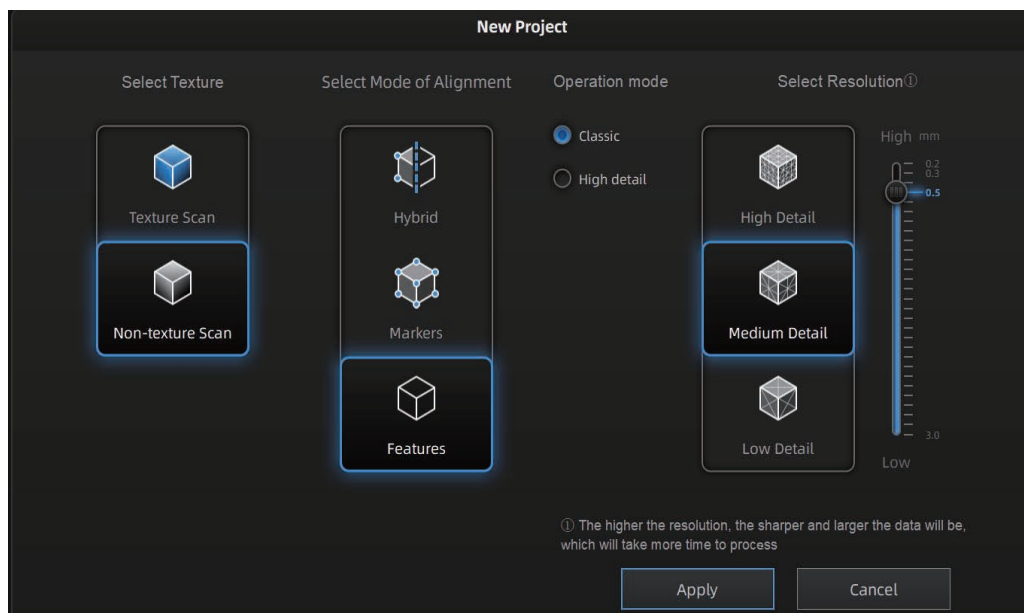 New Project
Select Texture
Select Mode of Alignment
Operation mode
Select Resolution①
Texture Scan
Non-texture Scan
Hybrid
Markers
Features
Classic
High detail
High Detail
Medium Detail
Low Detail
High mm
0.2
0.3
0.5
3.0
Low
① The higher the resolution, the sharper and larger the data will be,
which will take more time to process
Apply
Cancel